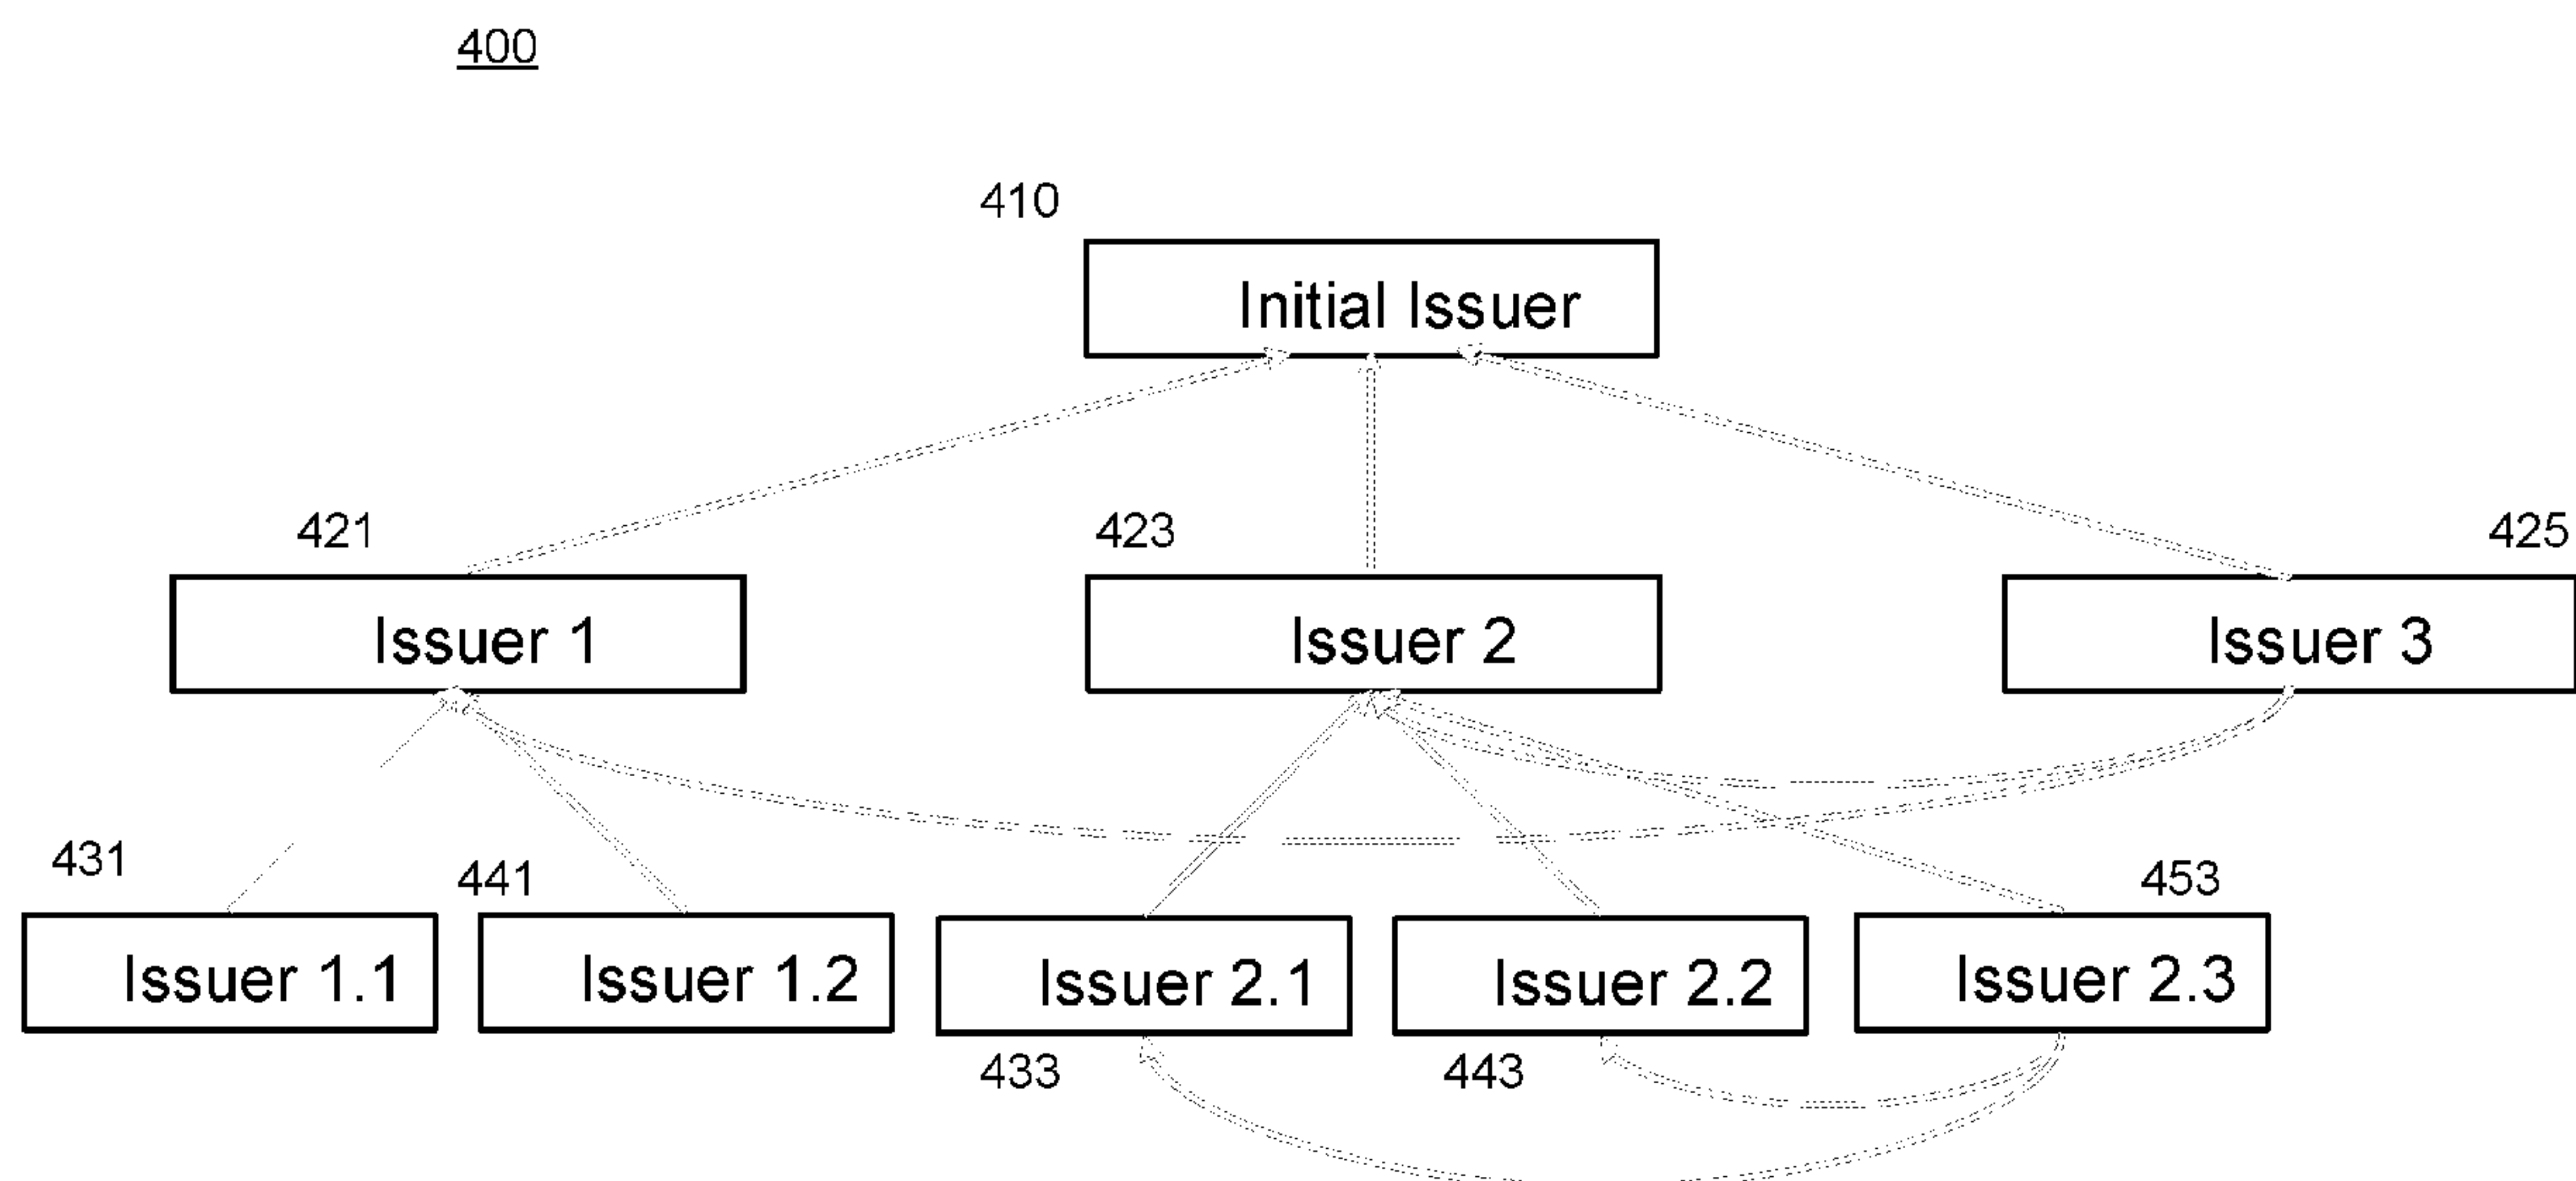 400
410
Initial Issuer
421
423
425
Issuer 1
Issuer 2
Issuer 3
431
441
453
Issuer 1.1
Issuer 1.2
Issuer 2.1
Issuer 2.2
Issuer 2.3
433
443